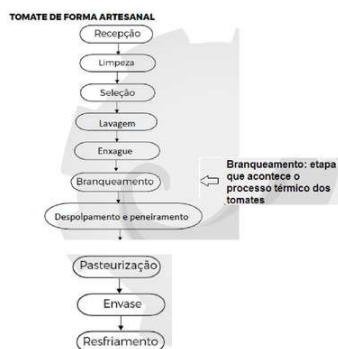 TOMATE DE FORMA ARTESANAL
Recepção
Limpeza
Seleção
Lavagem
Enxague
Branqueamento
Branqueamento: etapa
que acontece o
processo térmico dos
tomates
Despolpamento e peneiramento
Pasteurização
Envase
Resfriamento